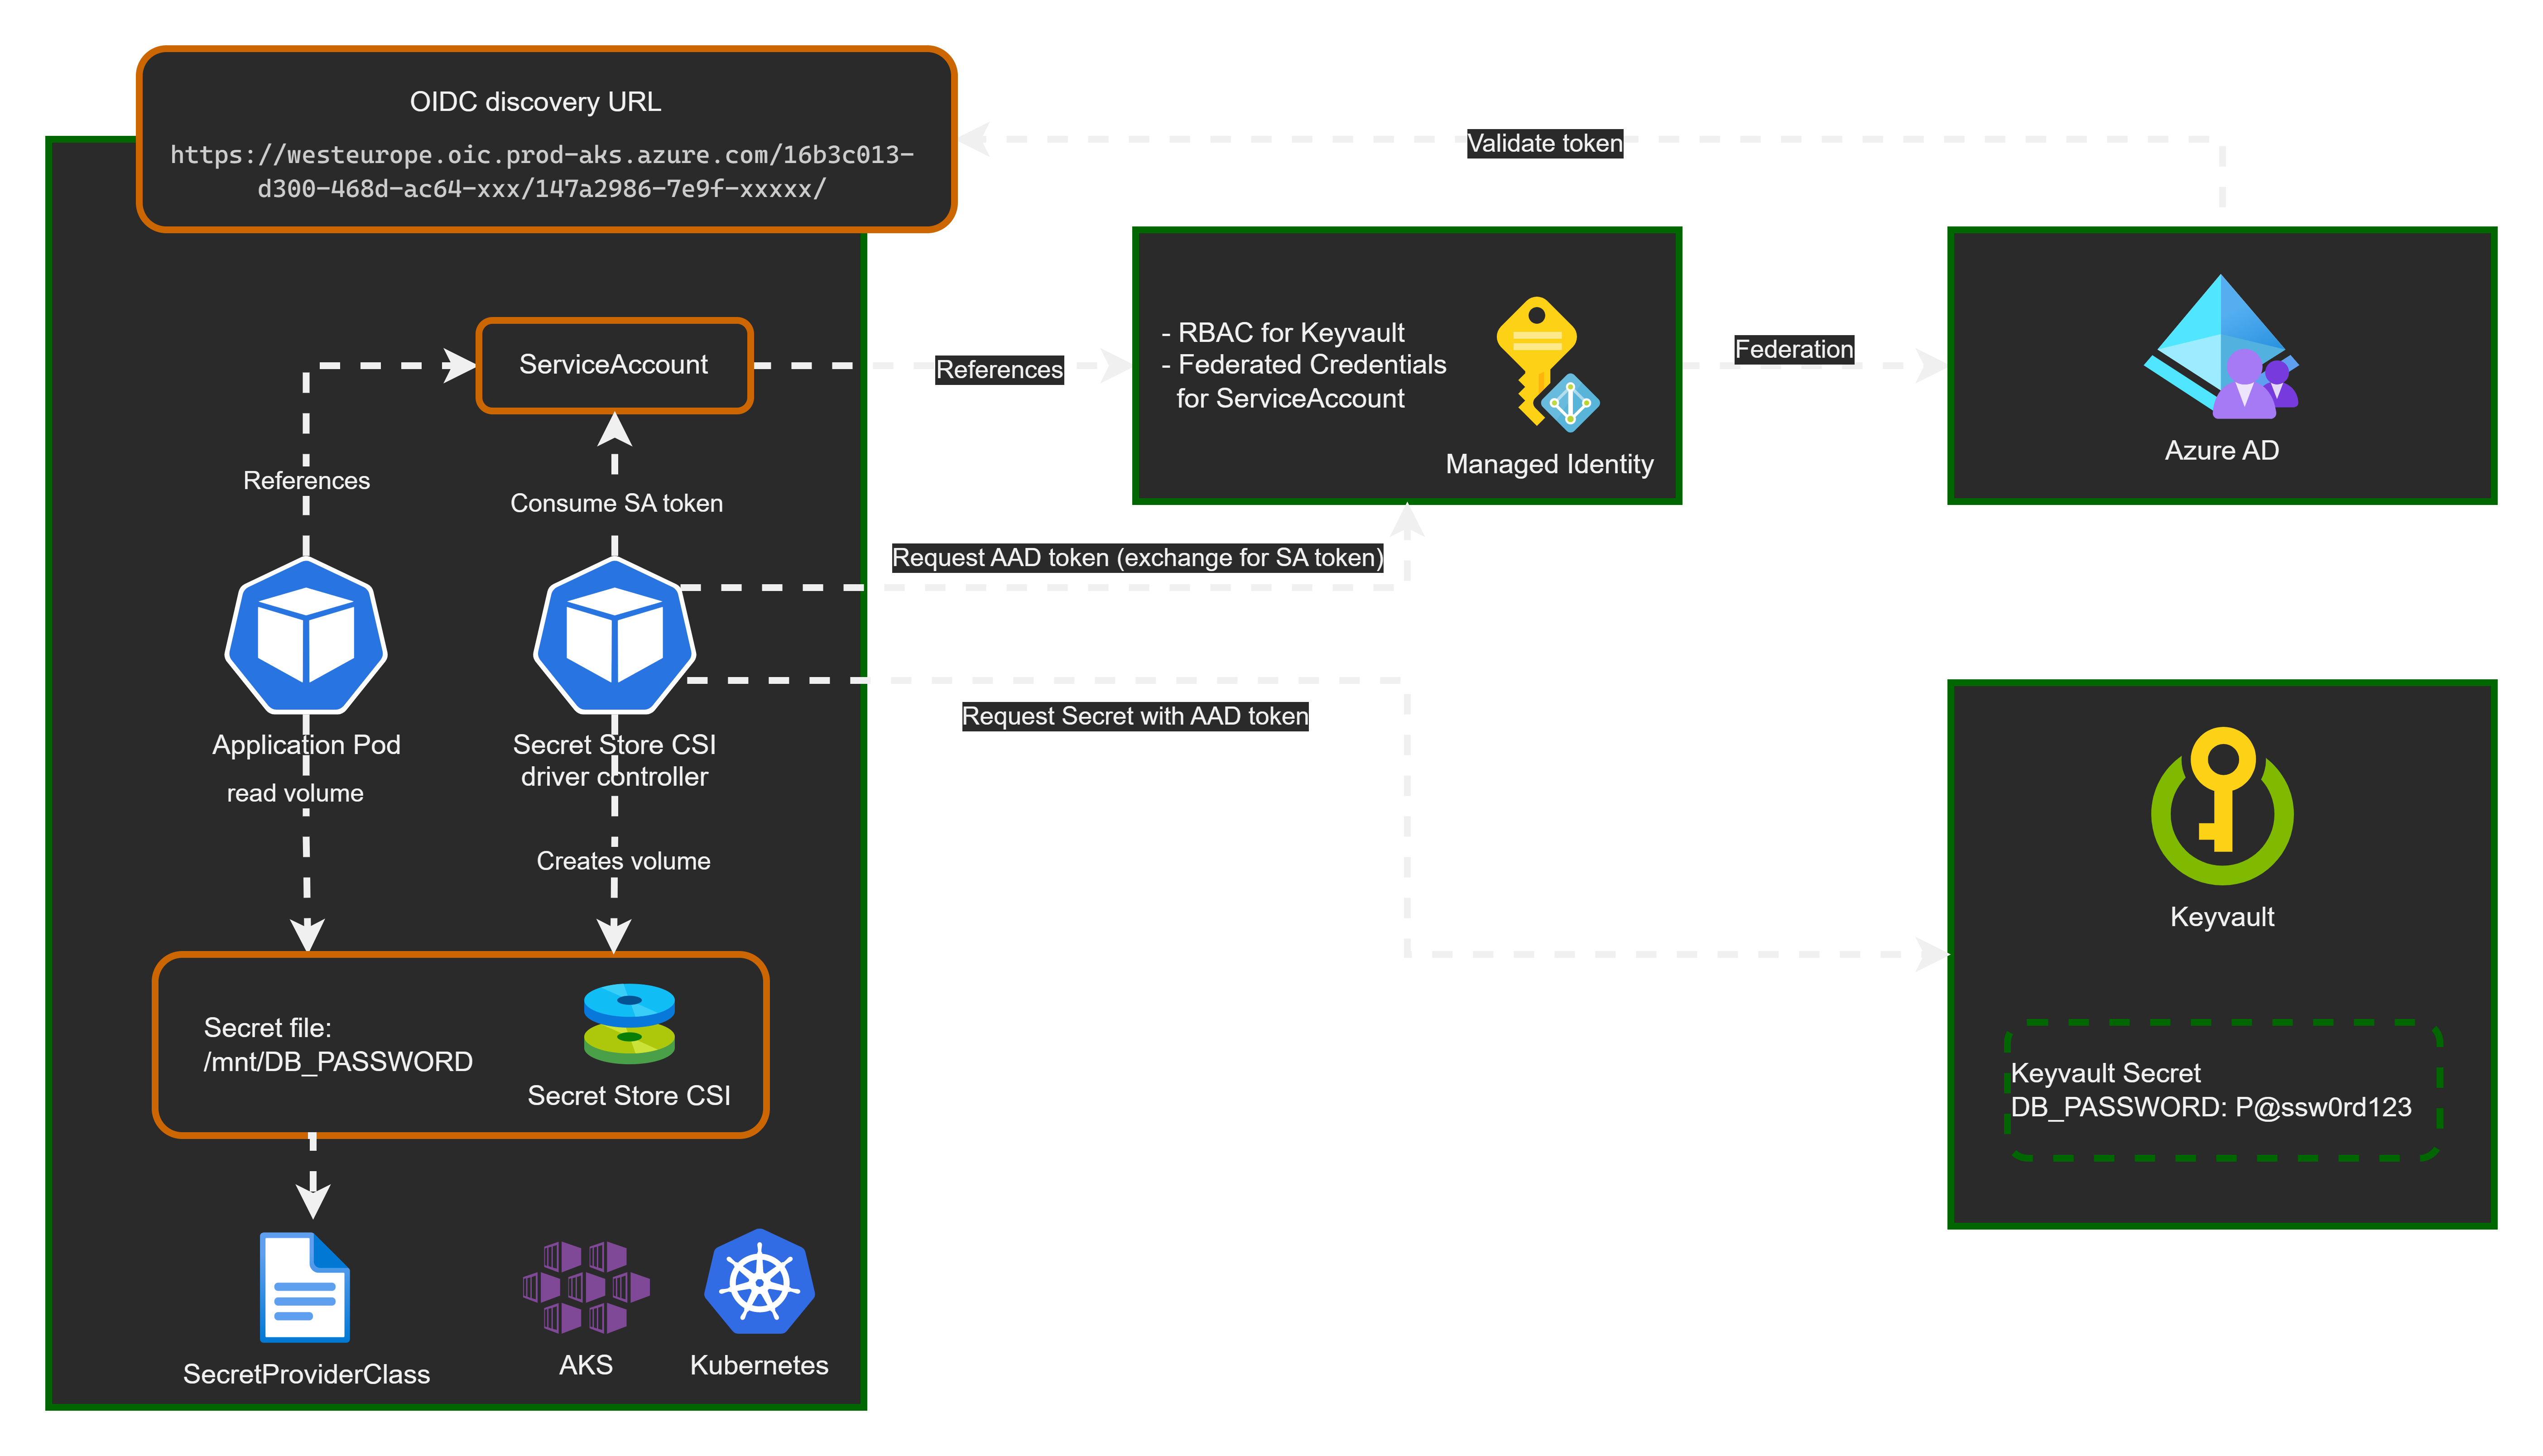 OIDC discovery URL
https://westeurope.oic.prod-aks.azure.com/16b3c013-
d300-468d-ac64-xxx/147a2986-7e9f-xxxxx/
Validate token
ServiceAccount
References
- RBAC for Keyvault
- Federated Credentials
for ServiceAccount
Managed Identity
Federation
Azure AD
References
Consume SA token
Request AAD token (exchange for SA token)
Request Secret with AAD token
Application Pod
read volume
Secret Store CSI
driver controller
Creates volume
Keyvault
Keyvault Secret
DB_PASSWORD: P@ssw0rd123
Secret file:
/mnt/DB_PASSWORD
Secret Store CSI
SecretProviderClass
AKS
Kubernetes